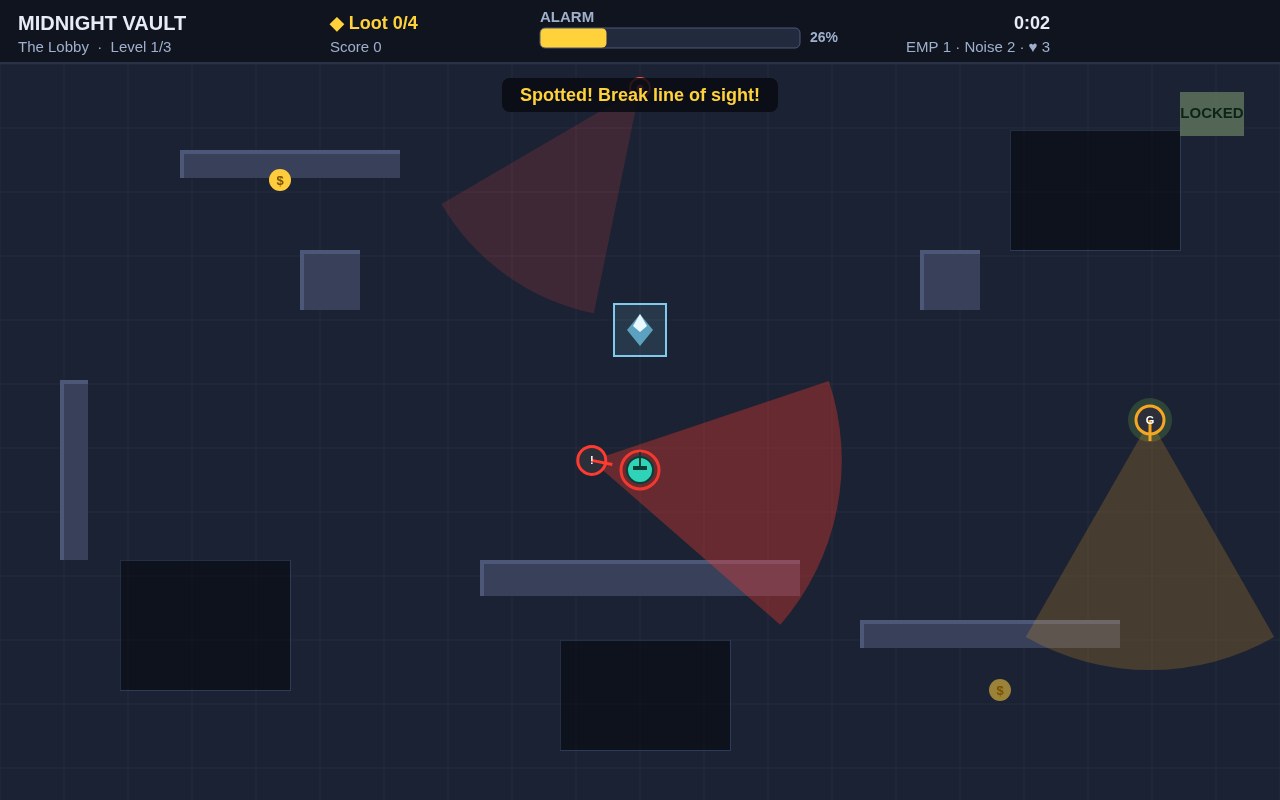 MIDNIGHT VAULT
The Lobby · Level 1/3
◆ Loot 0/4
Score 0
ALARM
26%
0:02
EMP 1 · Noise 2 · ♥ 3
Spotted! Break line of sight!
LOCKED
$
G
!
$